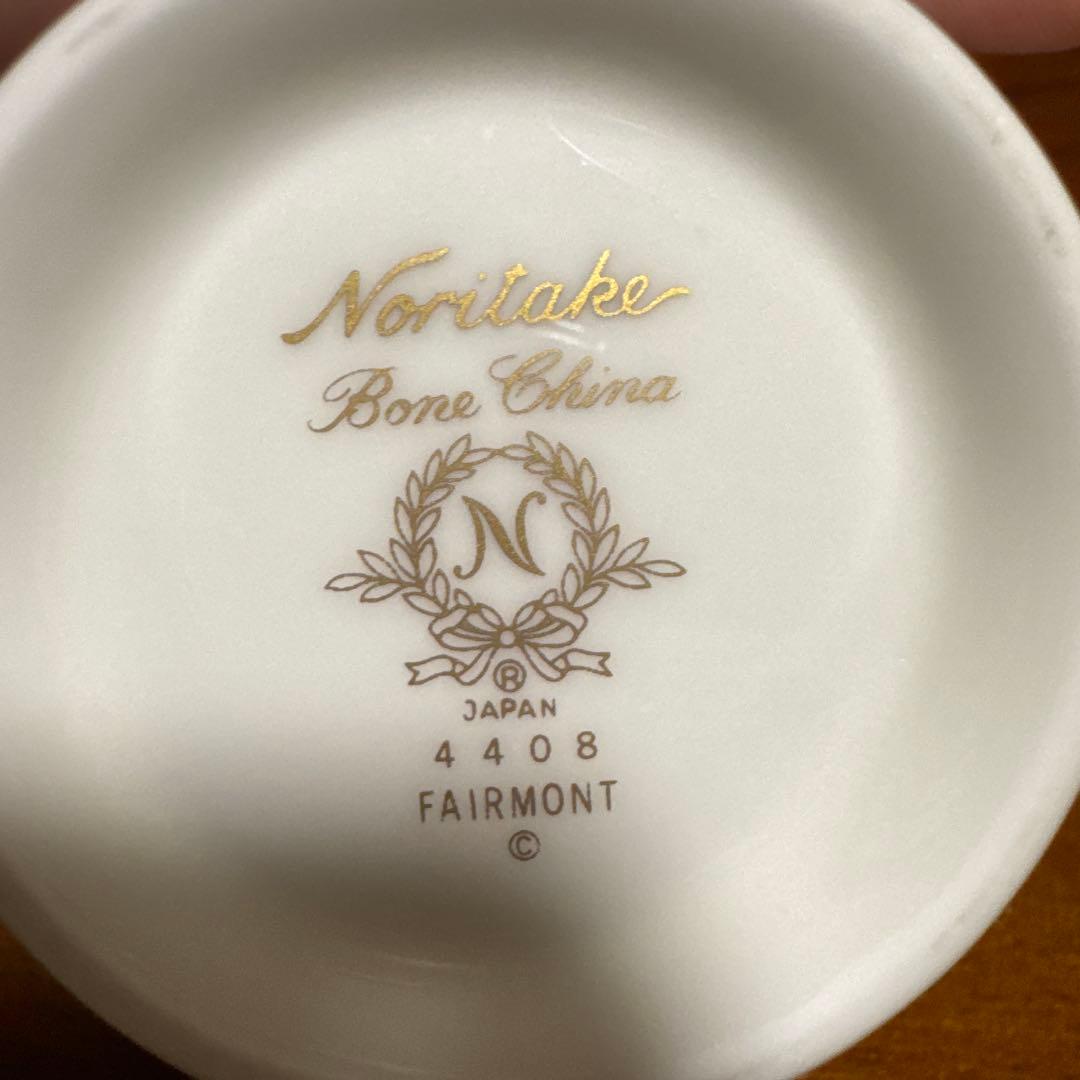 Noritake
Bone China
N
®
JAPAN
4408
FAIRMONT
©